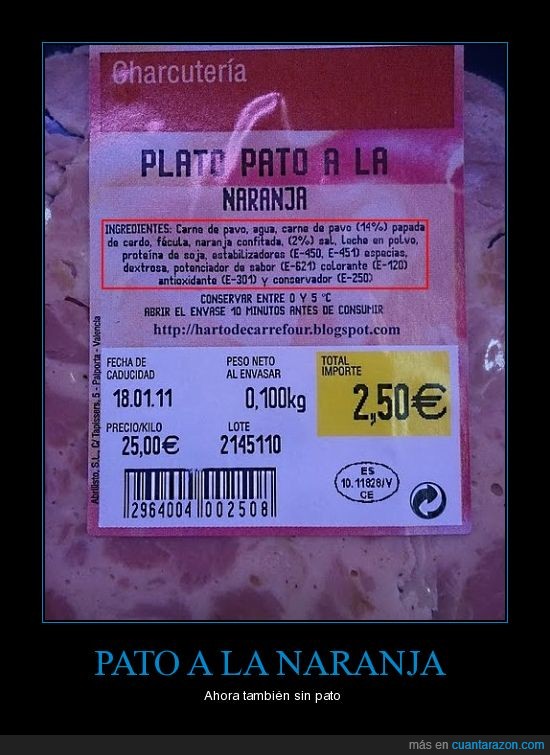 Charcutería
PLATO PATO A LA
NARANJA
INGREDIENTES: Carne de pavo, agua, carne de pavo (14%) papada
de cerdo, fécula, naranja confitada, (2%) sal, leche en polvo,
proteína de soja, estabilizadores (E-450, E-451) especias,
dextrosa, potenciador de sabor (E-621) colorante (E-120)
antioxidante (E-301) y conservador (E-250)
CONSERVAR ENTRE 0 Y 5 °C
ABRIR EL ENVASE 10 MINUTOS ANTES DE CONSUMIR
http://hartodecarrefour.blogspot.com
Abrilisto, S.L., C/ Tapissers, 5 - Paiporta - Valencia
FECHA DE
CADUCIDAD
18.01.11
PESO NETO
AL ENVASAR
0,100kg
TOTAL
IMPORTE
2,50€
PRECIO/KILO
25,00€
LOTE
2145110
2964004 002508
ES
10.11828/V
CE
PATO A LA NARANJA
Ahora también sin pato
más en cuantarazon.com